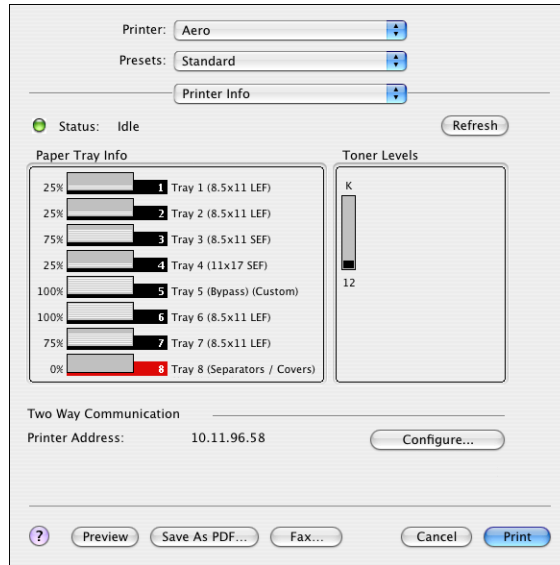 Printer: Aero
Presets: Standard
Printer Info
Status: Idle Refresh
Paper Tray Info Toner Levels
K
25% 1 Tray 1 (8.5x11 LEF)
25% 2 Tray 2 (8.5x11 LEF)
75% 3 Tray 3 (8.5x11 SEF)
25% 4 Tray 4 (11x17 SEF)
12
100% 5 Tray 5 (Bypass) (Custom)
100% 6 Tray 6 (8.5x11 LEF)
75% 7 Tray 7 (8.5x11 LEF)
0% 8 Tray 8 (Separators / Covers)
Two Way Communication
Printer Address: 10.11.96.58 Configure...
? Preview Save As PDF... Fax... Cancel Print